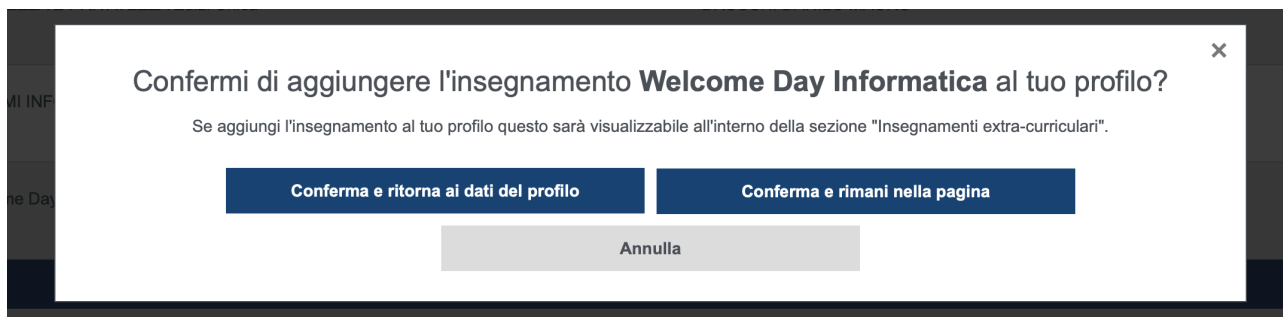 Confermi di aggiungere l'insegnamento Welcome Day Informatica al tuo profilo?
Se aggiungi l'insegnamento al tuo profilo questo sarà visualizzabile all'interno della sezione "Insegnamenti extra-curriculari".
Conferma e ritorna ai dati del profilo
Conferma e rimani nella pagina
Annulla